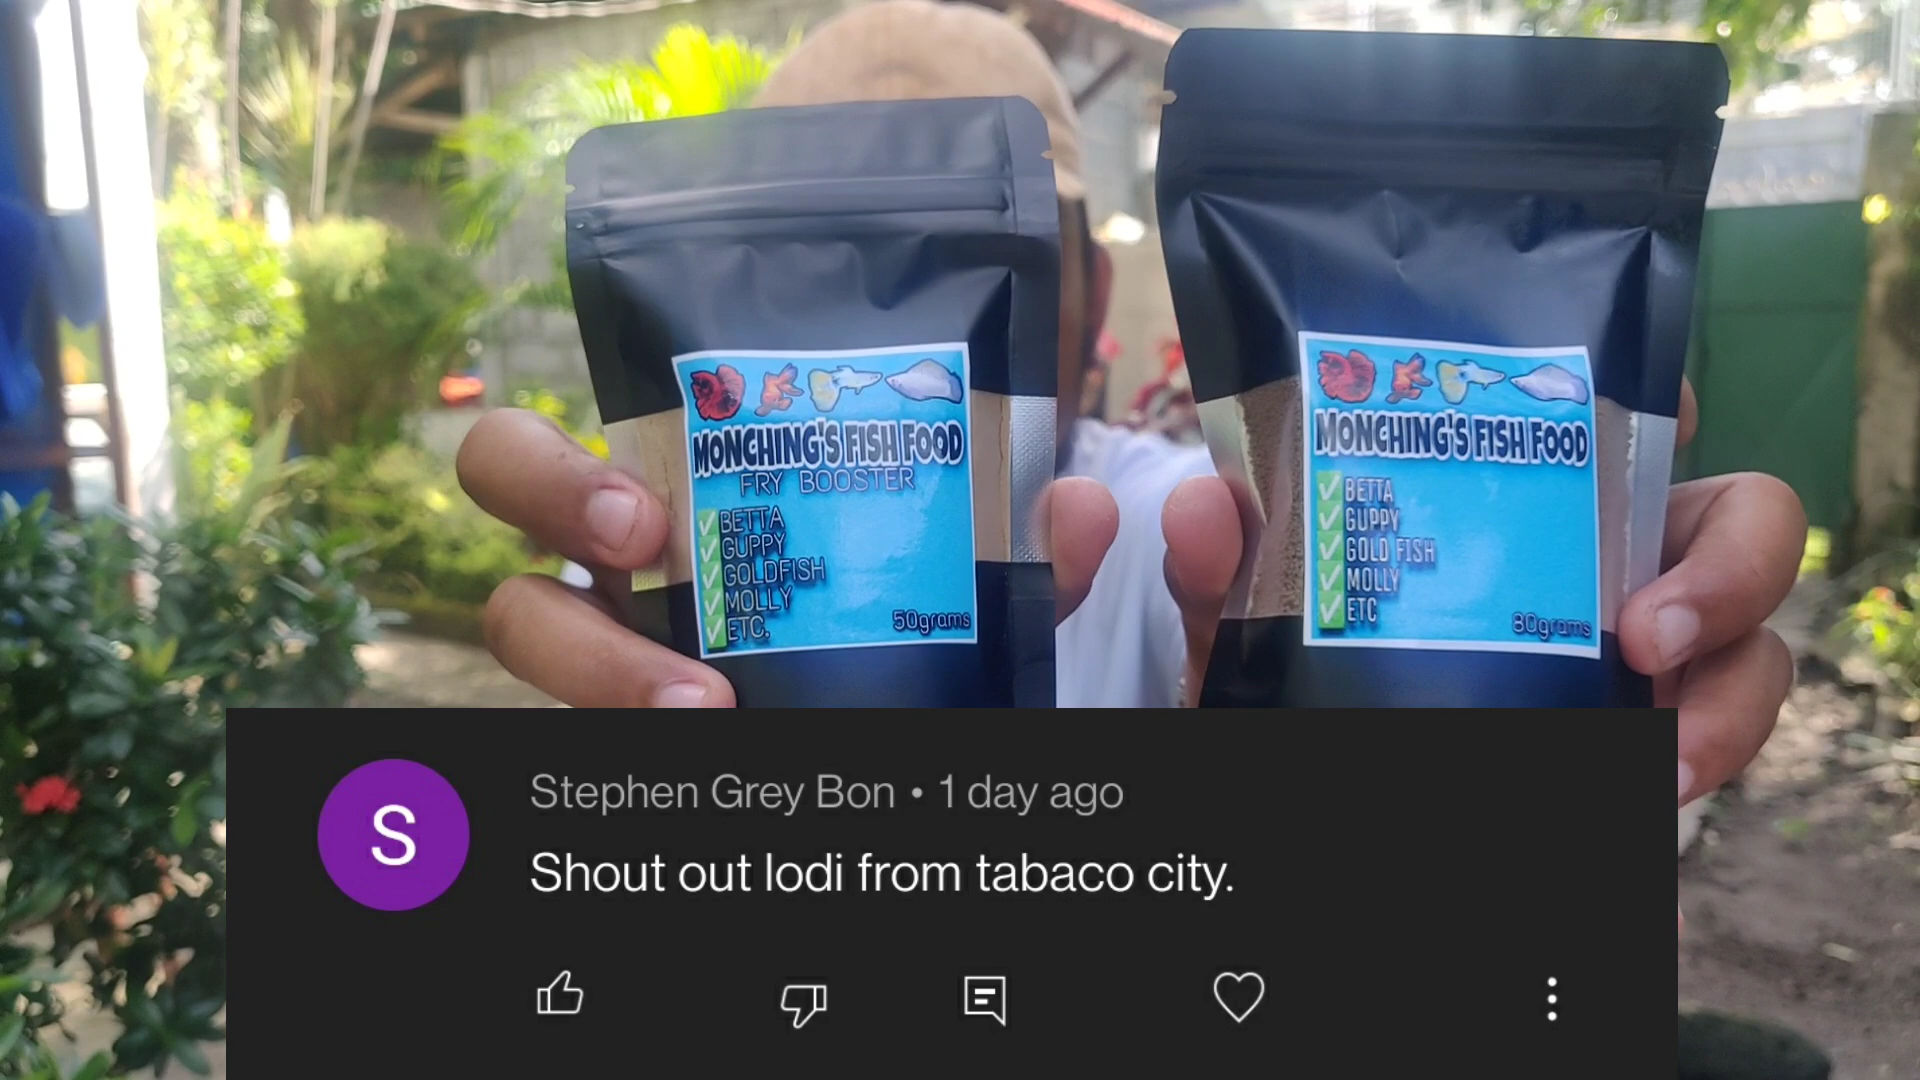 MONCHING'S FISH FOOD
FRY BOOSTER
BETTA
GUPPY
GOLDFISH
MOLLY
ETC.
50grams
MONCHING'S FISH FOOD
BETTA
GUPPY
GOLD FISH
MOLLY
ETC
80grams
S
Stephen Grey Bon • 1 day ago
Shout out lodi from tabaco city.